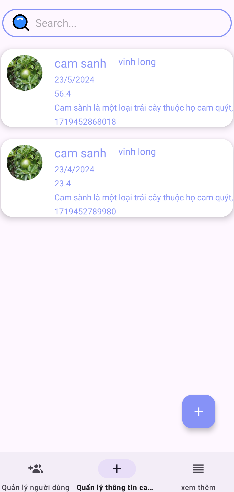 Search...
cam sanh vinh long
23/5/2024
56.4
Cam sành là một loại trái cây thuộc họ cam quýt,
1719452868018
cam sanh vinh long
23/4/2024
23.4
Cam sành là một loại trái cây thuộc họ cam quýt,
1719452789980
Quản lý người dùng Quản lý thông tin ca... xem thêm